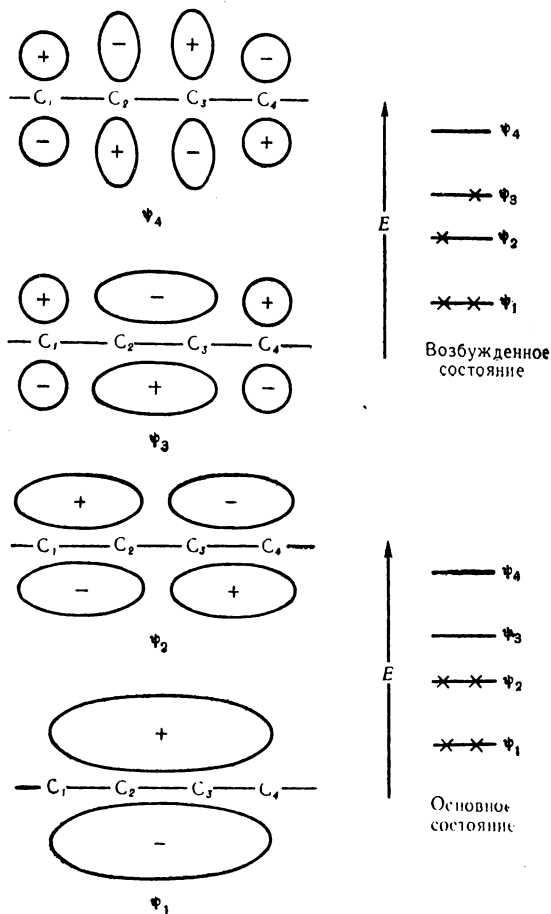 + − + −
C₁ C₂ C₃ C₄
− + − +
ψ₄
+ − +
C₁ C₂ C₃ C₄
− + −
ψ₃
+ −
C₁ C₂ C₃ C₄
− +
ψ₂
+
C₁ C₂ C₃ C₄
−
ψ₁
E
ψ₄
ψ₃
ψ₂
ψ₁
Возбужденное
состояние
E
ψ₄
ψ₃
ψ₂
ψ₁
Основное
состояние